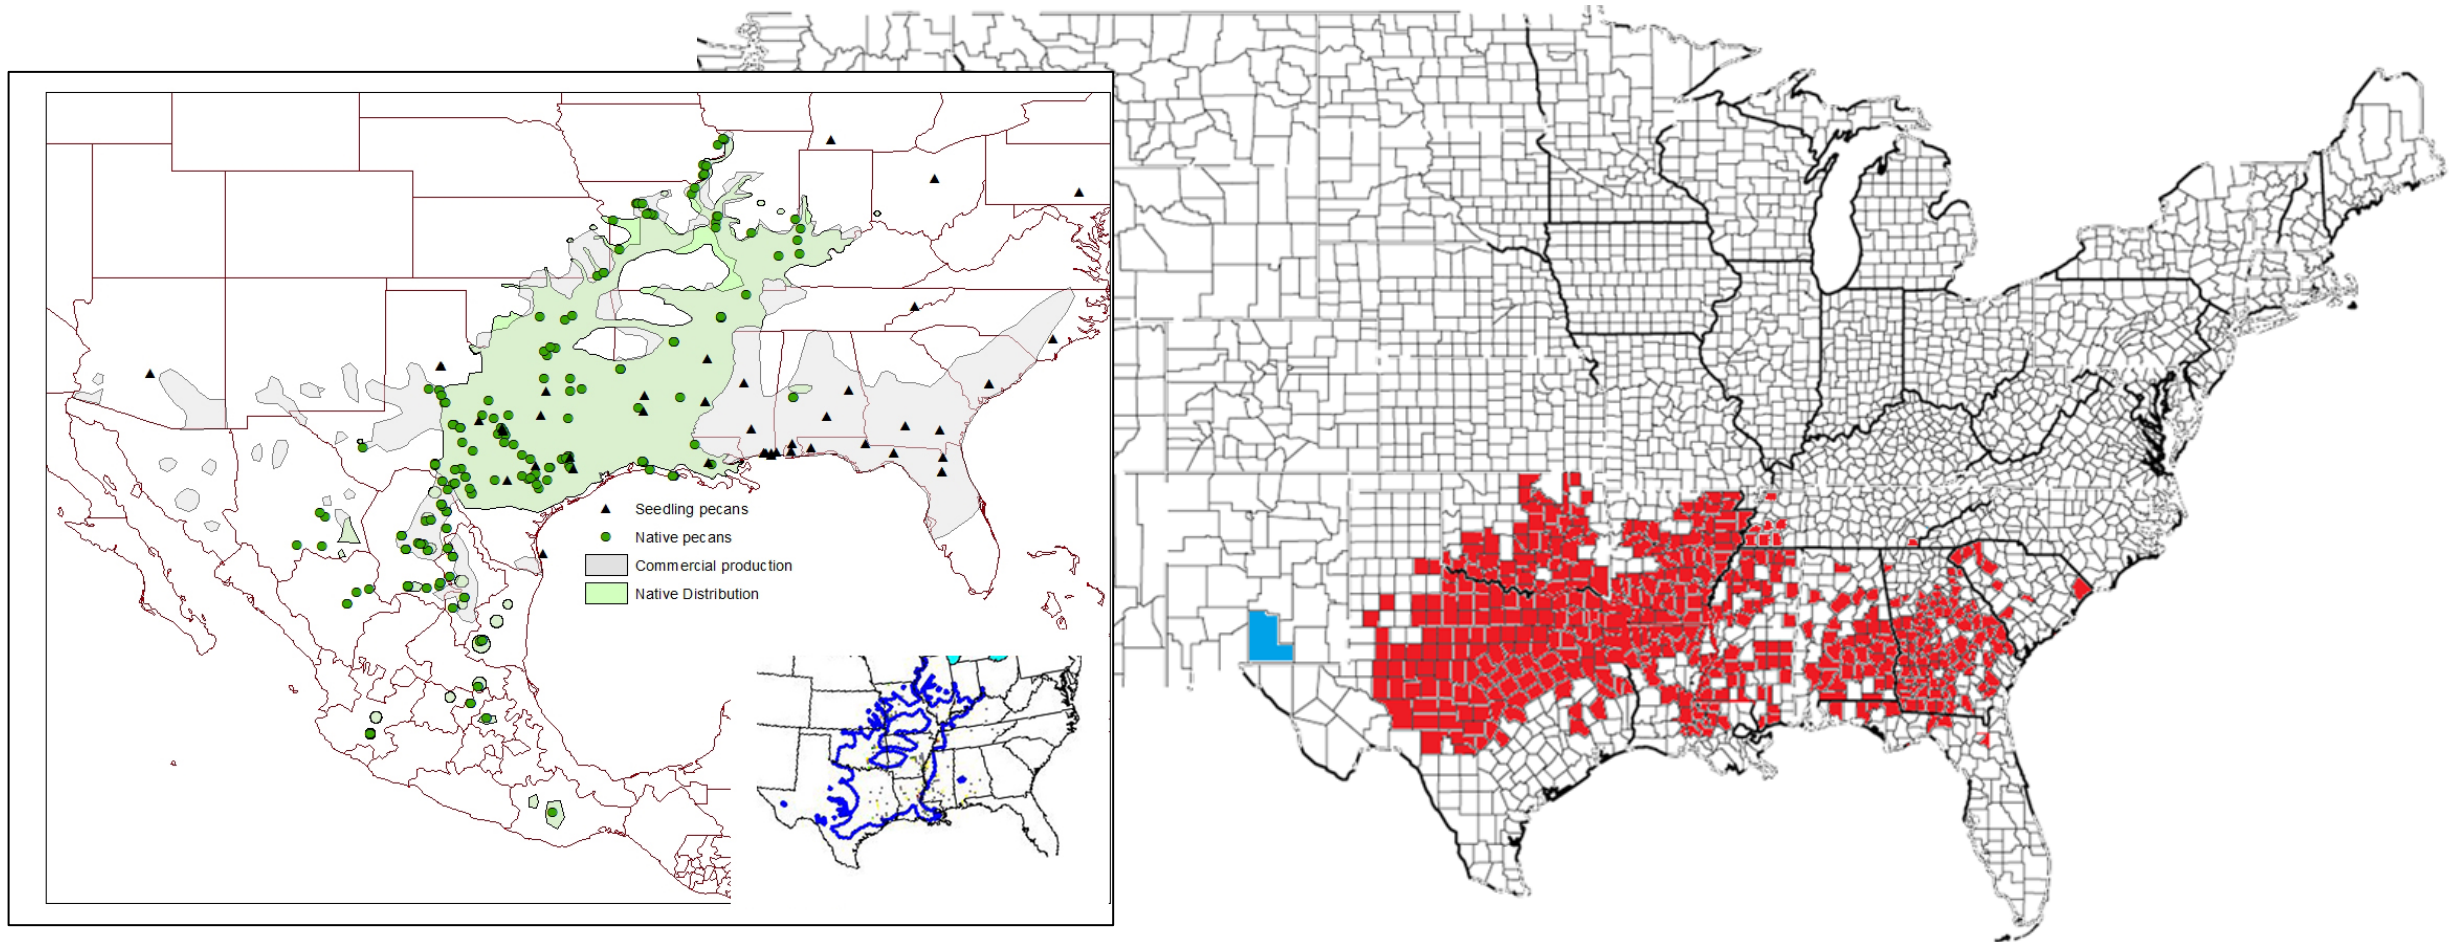 Seedling pecans
Native pecans
Commercial production
Native Distribution